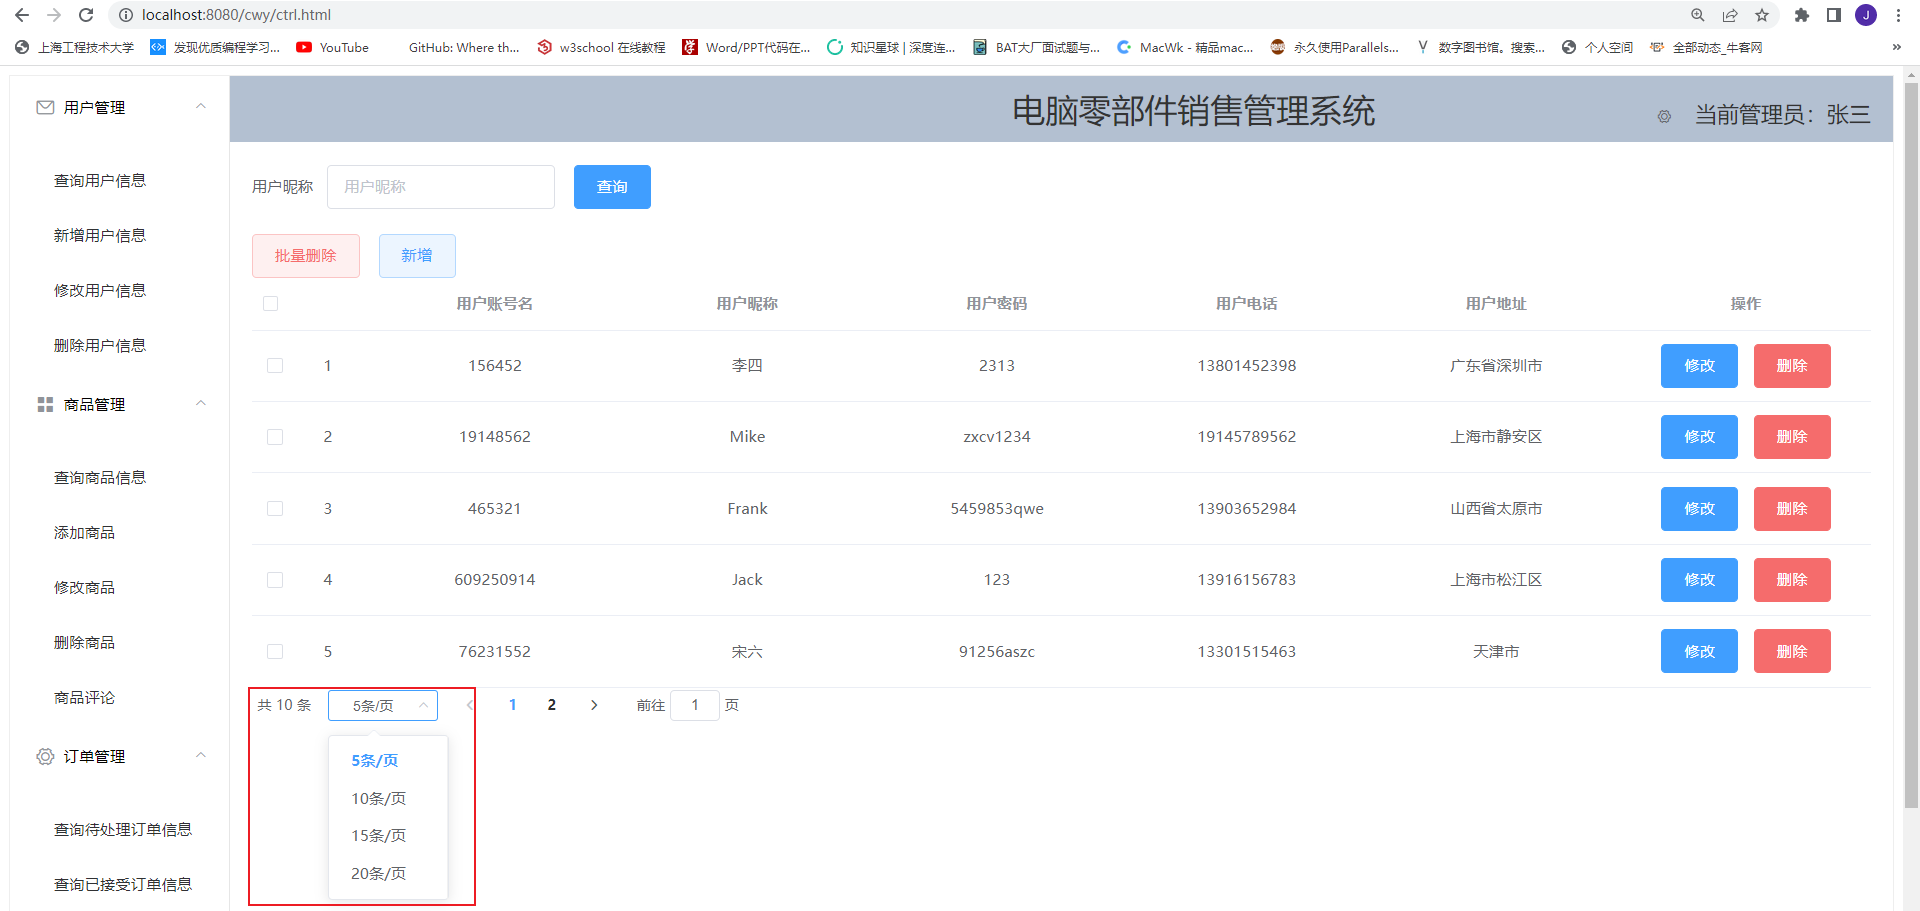 localhost:8080/cwy/ctrl.html
J
上海工程技术大学 发现优质编程学习... YouTube GitHub: Where th... w3school 在线教程 Word/PPT代码在... 知识星球 | 深度连... BAT大厂面试题与... MacWk - 精品mac... 永久使用Parallels... 数字图书馆。搜索... 个人空间 全部动态_牛客网 »
用户管理
查询用户信息
新增用户信息
修改用户信息
删除用户信息
商品管理
查询商品信息
添加商品
修改商品
删除商品
商品评论
订单管理
查询待处理订单信息
查询已接受订单信息
电脑零部件销售管理系统
当前管理员：张三
用户昵称 用户昵称 查询
批量删除 新增
用户账号名 用户昵称 用户密码 用户电话 用户地址 操作
1 156452 李四 2313 13801452398 广东省深圳市 修改 删除
2 19148562 Mike zxcv1234 19145789562 上海市静安区 修改 删除
3 465321 Frank 5459853qwe 13903652984 山西省太原市 修改 删除
4 609250914 Jack 123 13916156783 上海市松江区 修改 删除
5 76231552 宋六 91256aszc 13301515463 天津市 修改 删除
共 10 条 5条/页 1 2 前往 1 页
5条/页
10条/页
15条/页
20条/页